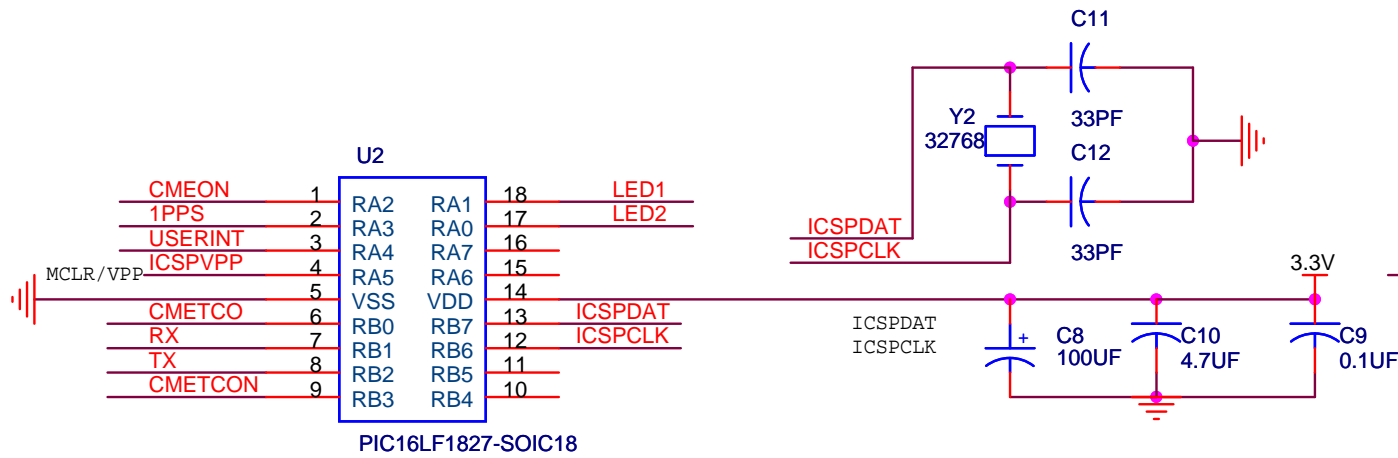 C11
33PF
Y2
32768
C12
33PF
ICSPDAT
ICSPCLK
U2
CMEON 1 RA2 RA1 18 LED1
1PPS 2 RA3 RA0 17 LED2
USERINT 3 RA4 RA7 16
MCLR/VPP ICSPVPP 4 RA5 RA6 15
5 VSS VDD 14
CMETCO 6 RB0 RB7 13 ICSPDAT
RX 7 RB1 RB6 12 ICSPCLK
TX 8 RB2 RB5 11
CMETCON 9 RB3 RB4 10
PIC16LF1827-SOIC18
3.3V
ICSPDAT
ICSPCLK
+
C8
100UF
C10
4.7UF
C9
0.1UF